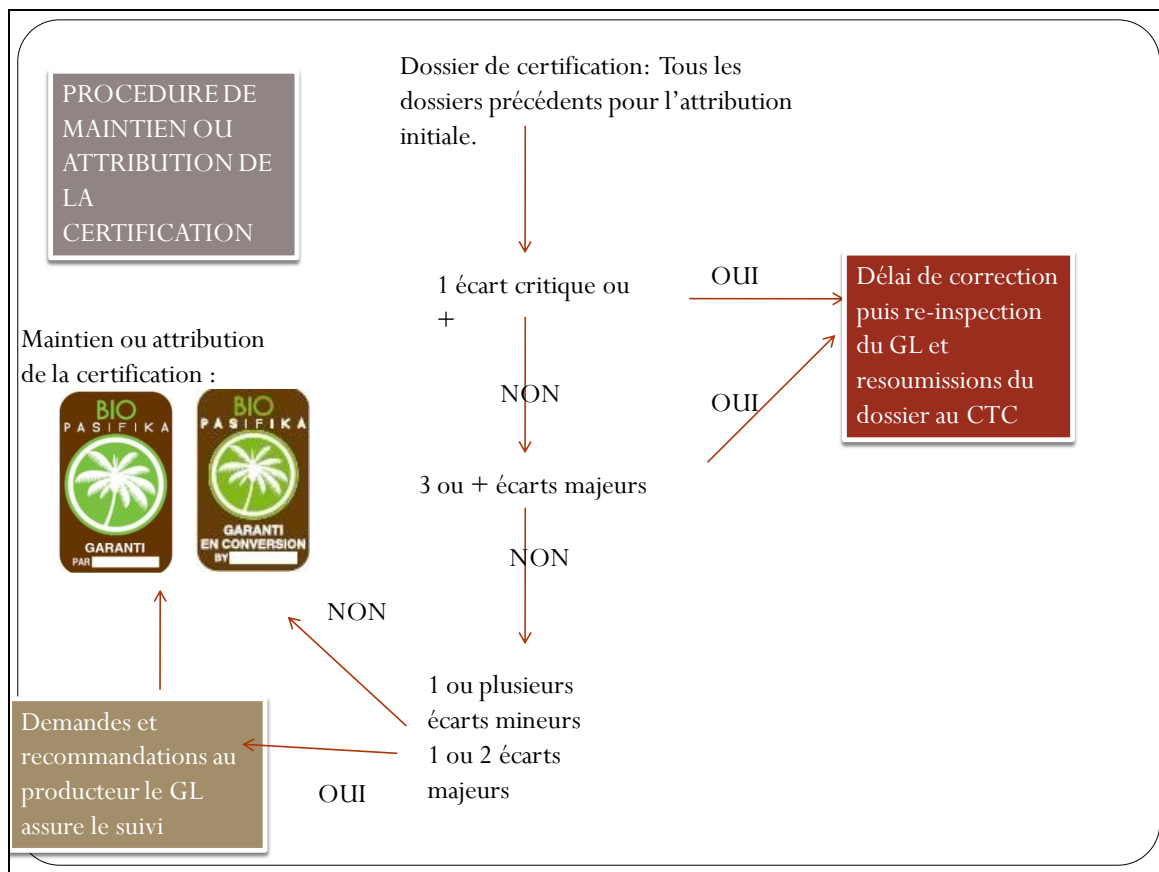 PROCEDURE DE
MAINTIEN OU
ATTRIBUTION DE
LA
CERTIFICATION
Dossier de certification: Tous les
dossiers précédents pour l'attribution
initiale.
1 écart critique ou
+
OUI
Délai de correction
puis re-inspection
du GL et
resoumissions du
dossier au CTC
NON
OUI
3 ou + écarts majeurs
NON
Maintien ou attribution
de la certification :
BIO
PASIFIKA
GARANTI
PAR
BIO
PASIFIKA
GARANTI
EN CONVERSION
BY
NON
1 ou plusieurs
écarts mineurs
1 ou 2 écarts
majeurs
OUI
Demandes et
recommandations au
producteur le GL
assure le suivi